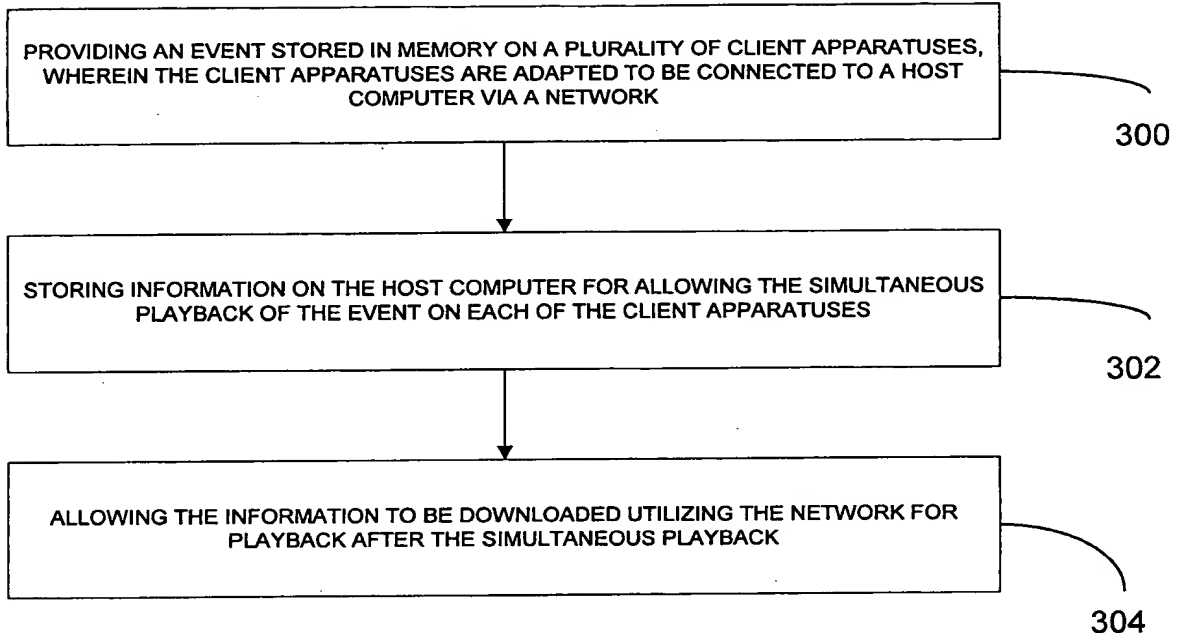 PROVIDING AN EVENT STORED IN MEMORY ON A PLURALITY OF CLIENT APPARATUSES,
WHEREIN THE CLIENT APPARATUSES ARE ADAPTED TO BE CONNECTED TO A HOST
COMPUTER VIA A NETWORK
300
STORING INFORMATION ON THE HOST COMPUTER FOR ALLOWING THE SIMULTANEOUS
PLAYBACK OF THE EVENT ON EACH OF THE CLIENT APPARATUSES
302
ALLOWING THE INFORMATION TO BE DOWNLOADED UTILIZING THE NETWORK FOR
PLAYBACK AFTER THE SIMULTANEOUS PLAYBACK
304